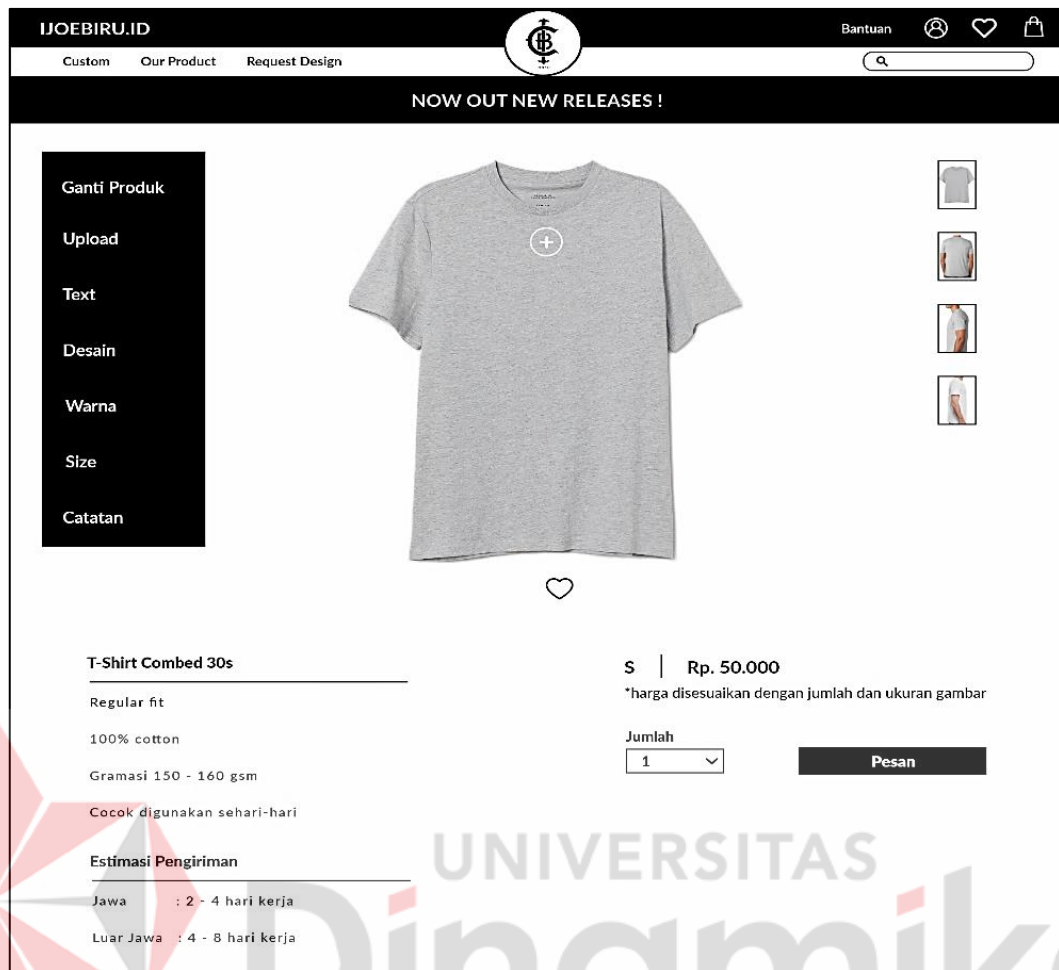 IJOEBIRU.ID
Bantuan
Custom Our Product Request Design
NOW OUT NEW RELEASES !
Ganti Produk
Upload
Text
Desain
Warna
Size
Catatan
T-Shirt Combed 30s
Regular fit
100% cotton
Gramasi 150 - 160 gsm
Cocok digunakan sehari-hari
Estimasi Pengiriman
Jawa : 2 - 4 hari kerja
Luar Jawa : 4 - 8 hari kerja
S | Rp. 50.000
*harga disesuaikan dengan jumlah dan ukuran gambar
Jumlah
1
Pesan
UNIVERSITAS